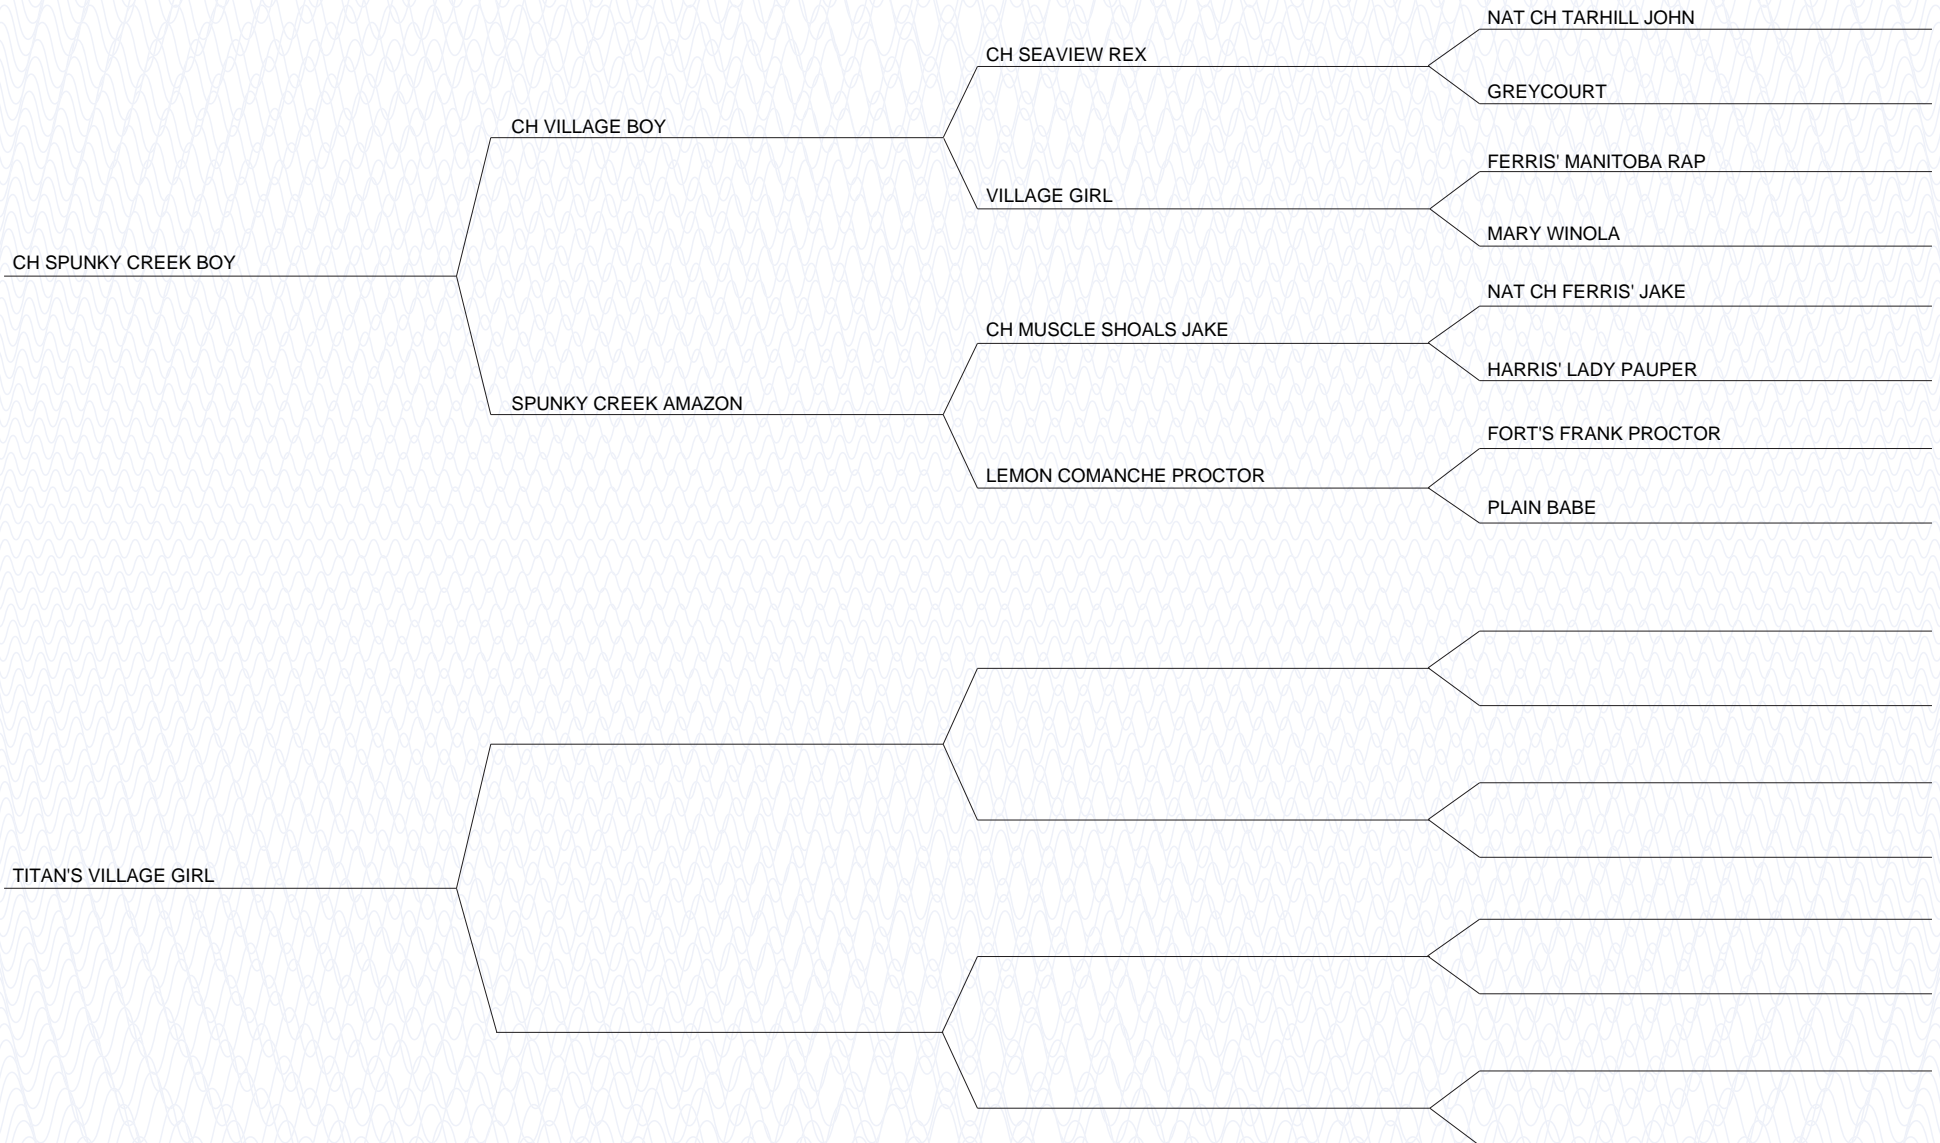 NAT CH TARHILL JOHN
CH SEAVIEW REX
GREYCOURT
CH VILLAGE BOY
FERRIS' MANITOBA RAP
VILLAGE GIRL
MARY WINOLA
CH SPUNKY CREEK BOY
NAT CH FERRIS' JAKE
CH MUSCLE SHOALS JAKE
HARRIS' LADY PAUPER
SPUNKY CREEK AMAZON
FORT'S FRANK PROCTOR
LEMON COMANCHE PROCTOR
PLAIN BABE
TITAN'S VILLAGE GIRL